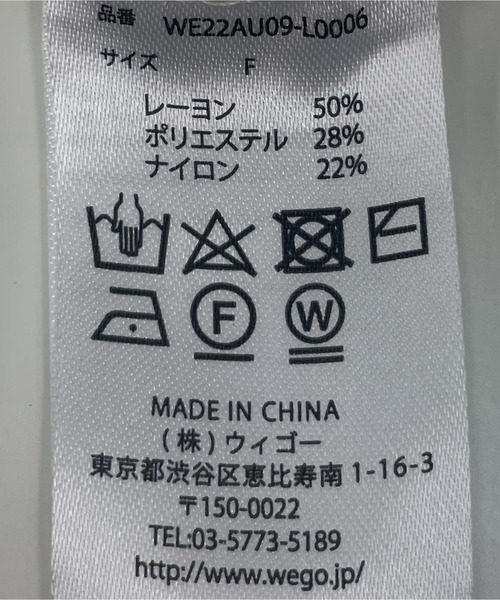 品番 WE22AU09-L0006
サイズ F
レーヨン 50%
ポリエステル 28%
ナイロン 22%
F W
MADE IN CHINA
(株)ウィゴー
東京都渋谷区恵比寿南1-16-3
〒150-0022
TEL:03-5773-5189
http://www.wego.jp/